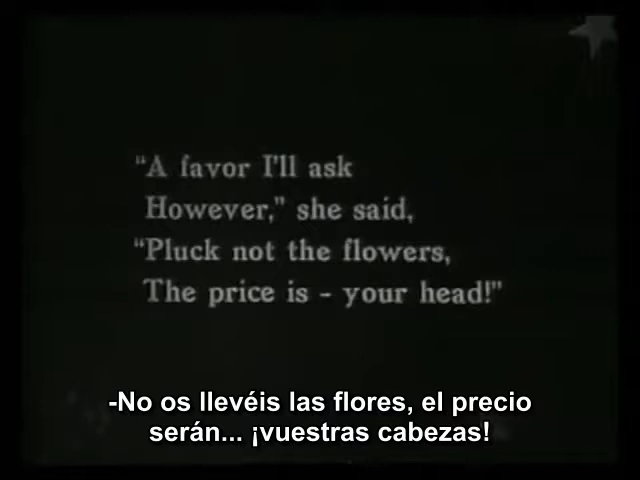 “A favor I'll ask
However,” she said,
“Pluck not the flowers,
The price is - your head!”
-No os llevéis las flores, el precio
serán... ¡vuestras cabezas!